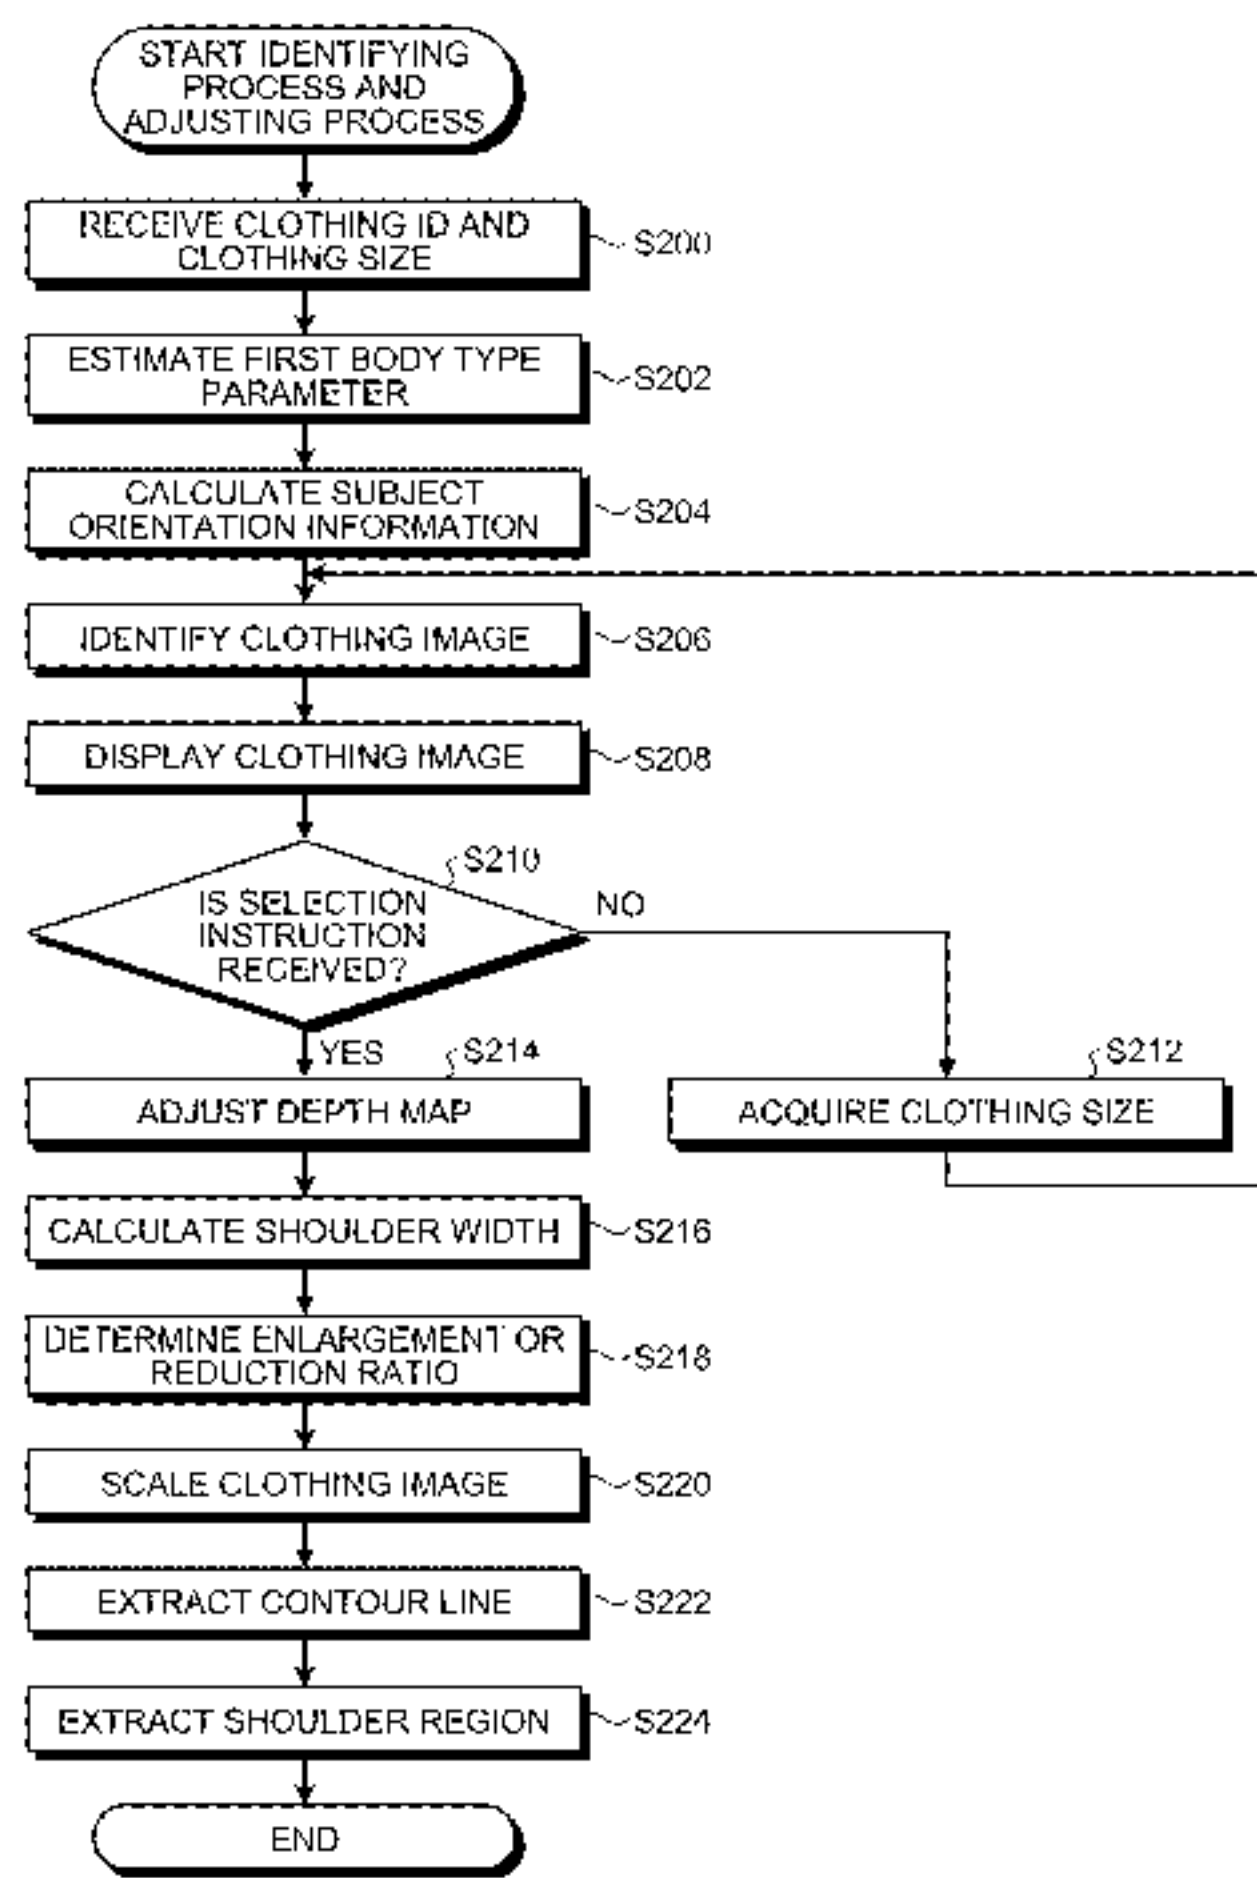 START IDENTIFYING
PROCESS AND
ADJUSTING PROCESS
RECEIVE CLOTHING ID AND
CLOTHING SIZE
S200
ESTIMATE FIRST BODY TYPE
PARAMETER
S202
CALCULATE SUBJECT
ORIENTATION INFORMATION
S204
IDENTIFY CLOTHING IMAGE
S206
DISPLAY CLOTHING IMAGE
S208
S210
IS SELECTION
INSTRUCTION
RECEIVED?
NO
YES
S214
ADJUST DEPTH MAP
S212
ACQUIRE CLOTHING SIZE
CALCULATE SHOULDER WIDTH
S216
DETERMINE ENLARGEMENT OR
REDUCTION RATIO
S218
SCALE CLOTHING IMAGE
S220
EXTRACT CONTOUR LINE
S222
EXTRACT SHOULDER REGION
S224
END